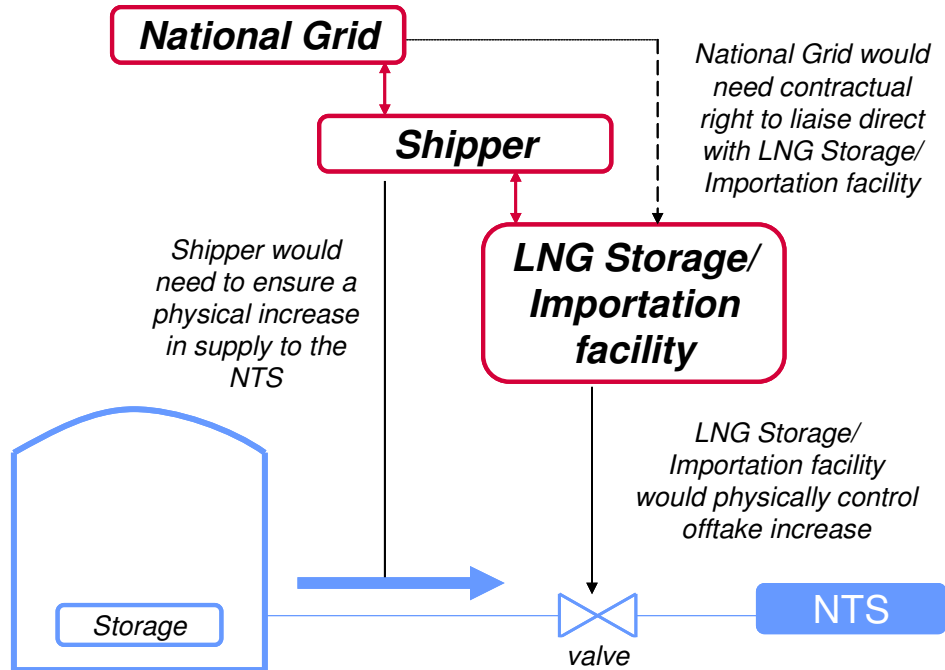 National Grid
National Grid would
need contractual
right to liaise direct
with LNG Storage/
Importation facility
Shipper
Shipper would
need to ensure a
physical increase
in supply to the
NTS
LNG Storage/
Importation
facility
LNG Storage/
Importation facility
would physically control
offtake increase
Storage
valve
NTS